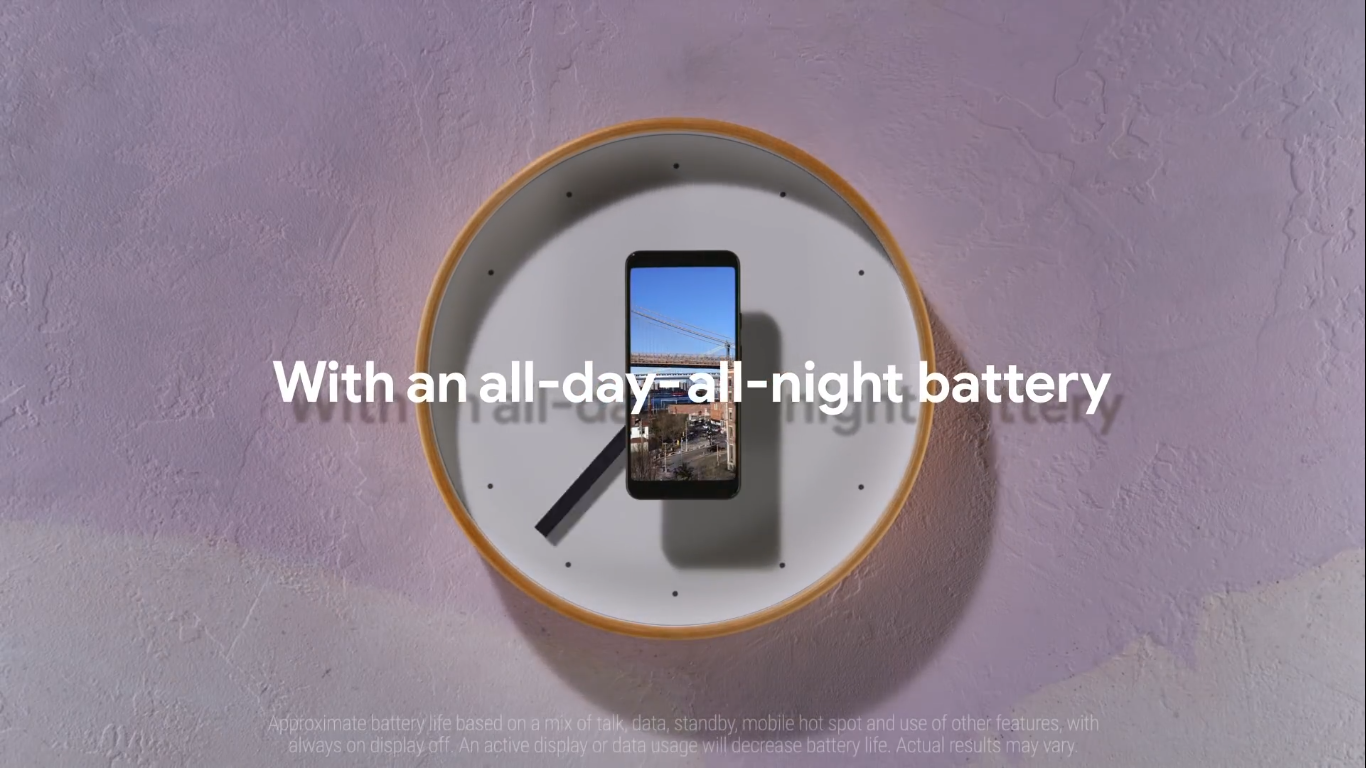 With an all-day all-night battery
Approximate battery life based on a mix of talk, data, standby, mobile hot spot and use of other features, with
always on display off. An active display or data usage will decrease battery life. Actual results may vary.